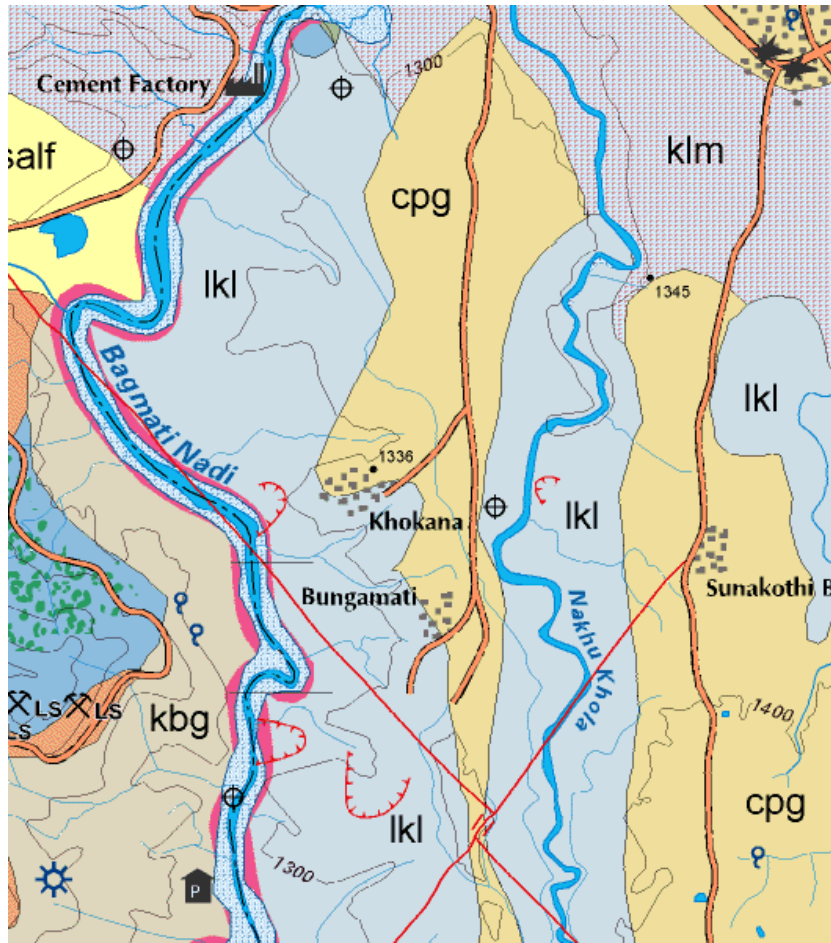 1300
Cement Factory
salf
klm
cpg
lkl
1345
Bagmati Nadi
lkl
1336
Khokana
lkl
Bungamati
Sunakothi B
Nakhu Khola
LS
LS
LS
kbg
1400
cpg
lkl
1300
P